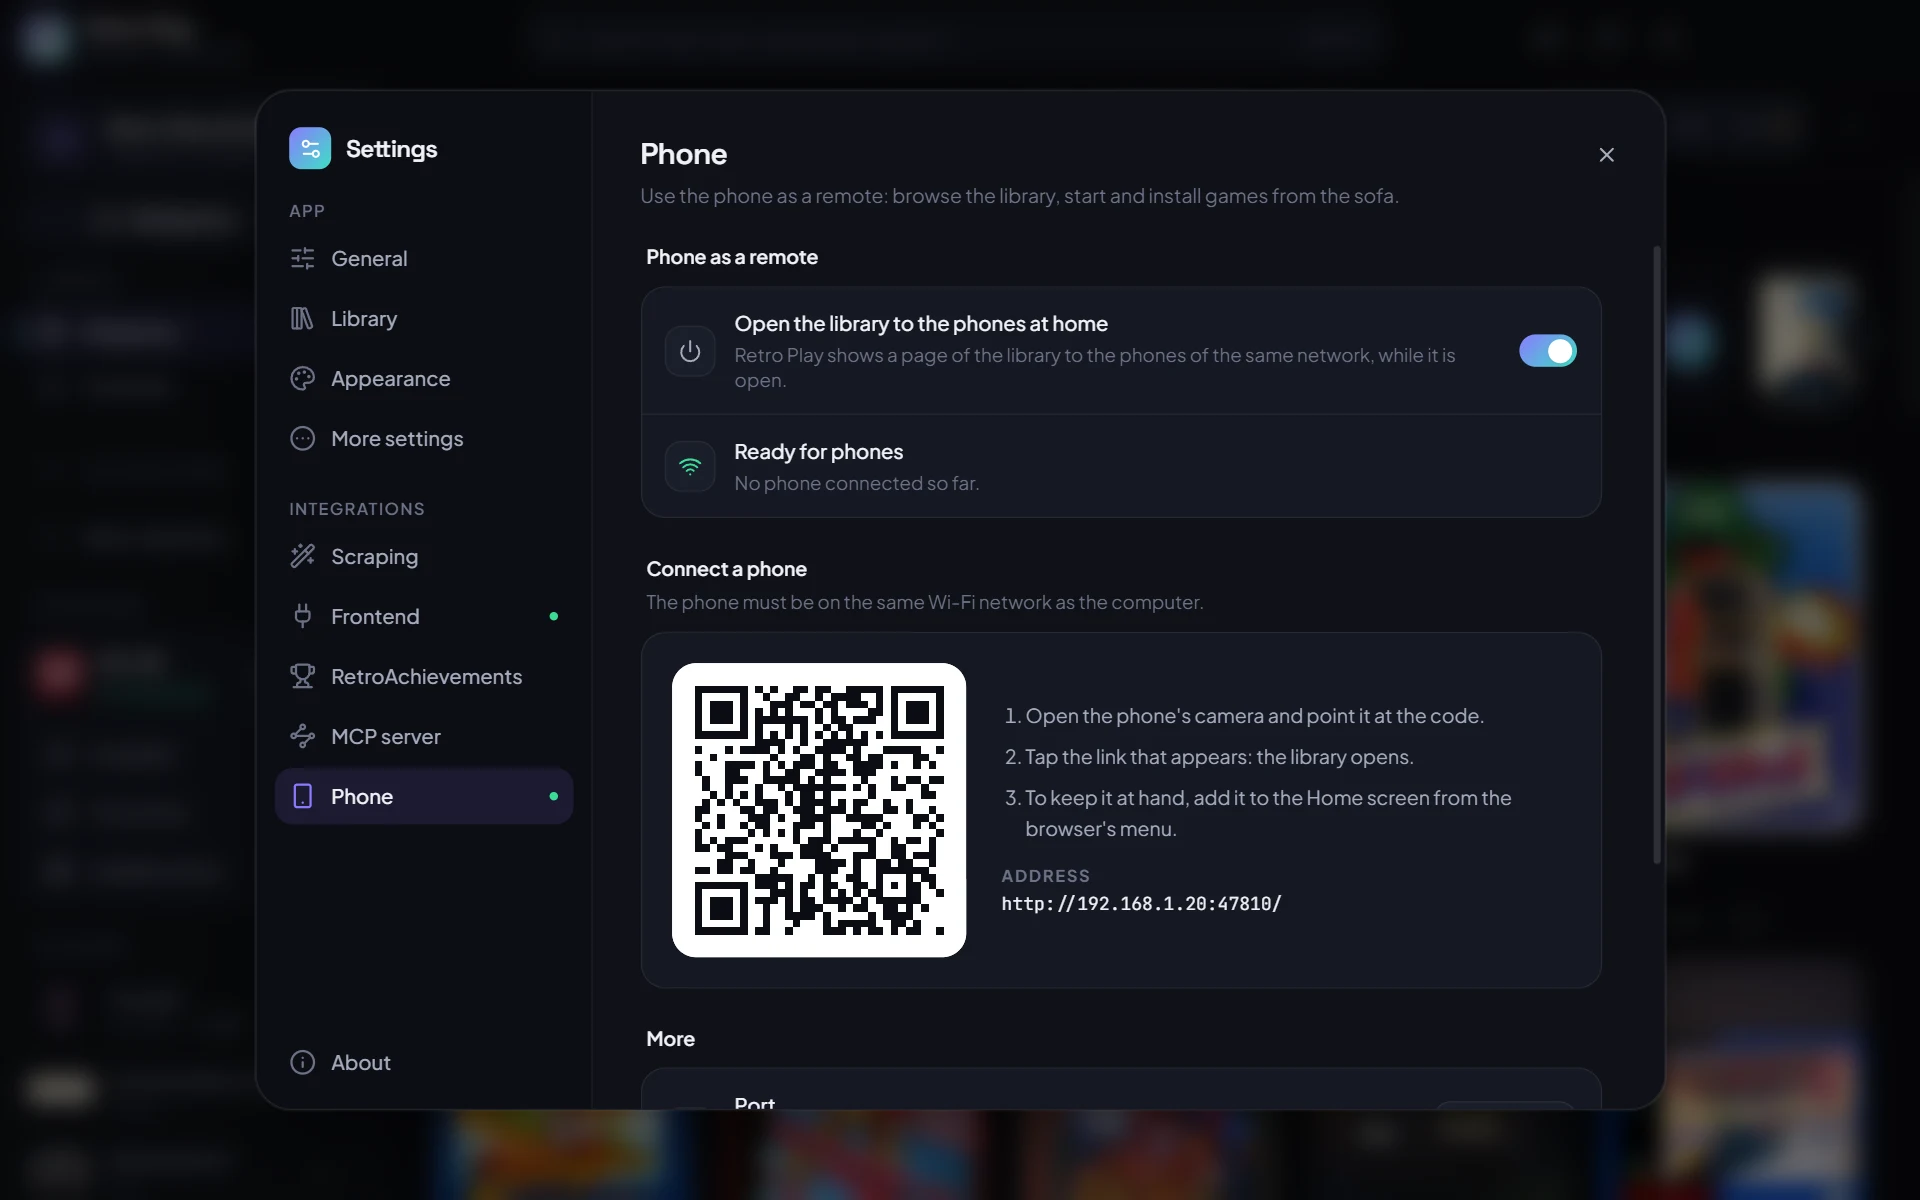 Settings
APP
General
Library
Appearance
More settings
INTEGRATIONS
Scraping
Frontend
RetroAchievements
MCP server
Phone
About
Phone
Use the phone as a remote: browse the library, start and install games from the sofa.
Phone as a remote
Open the library to the phones at home
Retro Play shows a page of the library to the phones of the same network, while it is
open.
Ready for phones
No phone connected so far.
Connect a phone
The phone must be on the same Wi-Fi network as the computer.
1. Open the phone's camera and point it at the code.
2. Tap the link that appears: the library opens.
3. To keep it at hand, add it to the Home screen from the
browser's menu.
ADDRESS
http://192.168.1.20:47810/
More
Port